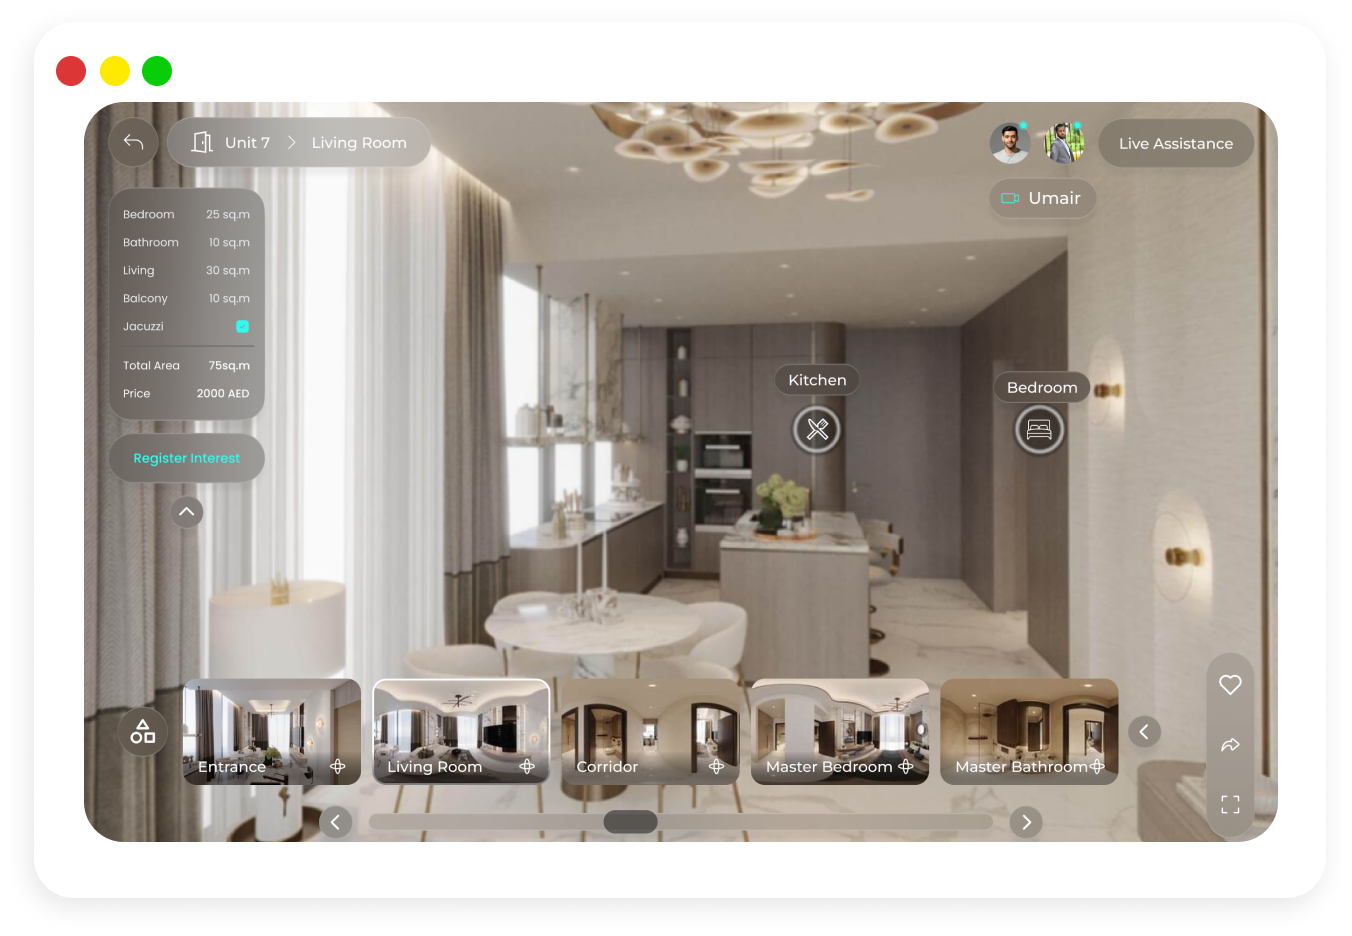 Unit 7 > Living Room
Live Assistance
Umair
Bedroom 25 sq.m
Bathroom 10 sq.m
Living 30 sq.m
Balcony 10 sq.m
Jacuzzi
Total Area 75sq.m
Price 2000 AED
Register Interest
Kitchen
Bedroom
Entrance
Living Room
Corridor
Master Bedroom
Master Bathroom